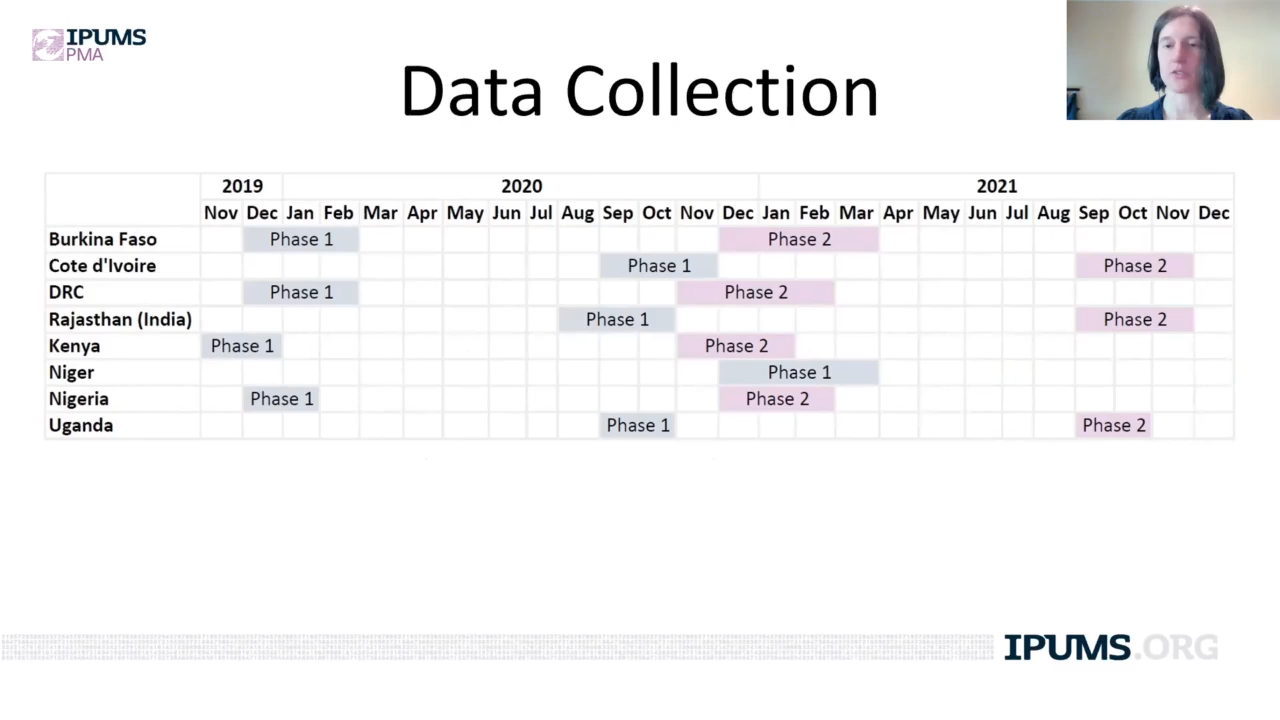 IPUMS
PMA
Data Collection
2019 2020 2021
Nov Dec Jan Feb Mar Apr May Jun Jul Aug Sep Oct Nov Dec Jan Feb Mar Apr May Jun Jul Aug Sep Oct Nov Dec
Burkina Faso Phase 1 Phase 2
Cote d'Ivoire Phase 1 Phase 2
DRC Phase 1 Phase 2
Rajasthan (India) Phase 1 Phase 2
Kenya Phase 1 Phase 2
Niger Phase 1
Nigeria Phase 1 Phase 2
Uganda Phase 1 Phase 2
IPUMS.ORG